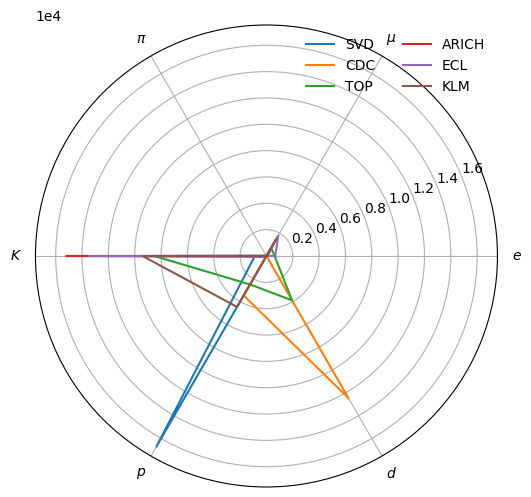 1e4
π
μ
SVD ARICH
CDC ECL
TOP KLM
1.6
1.4
1.2
1.0
0.8
0.6
0.4
0.2
K
e
p
d